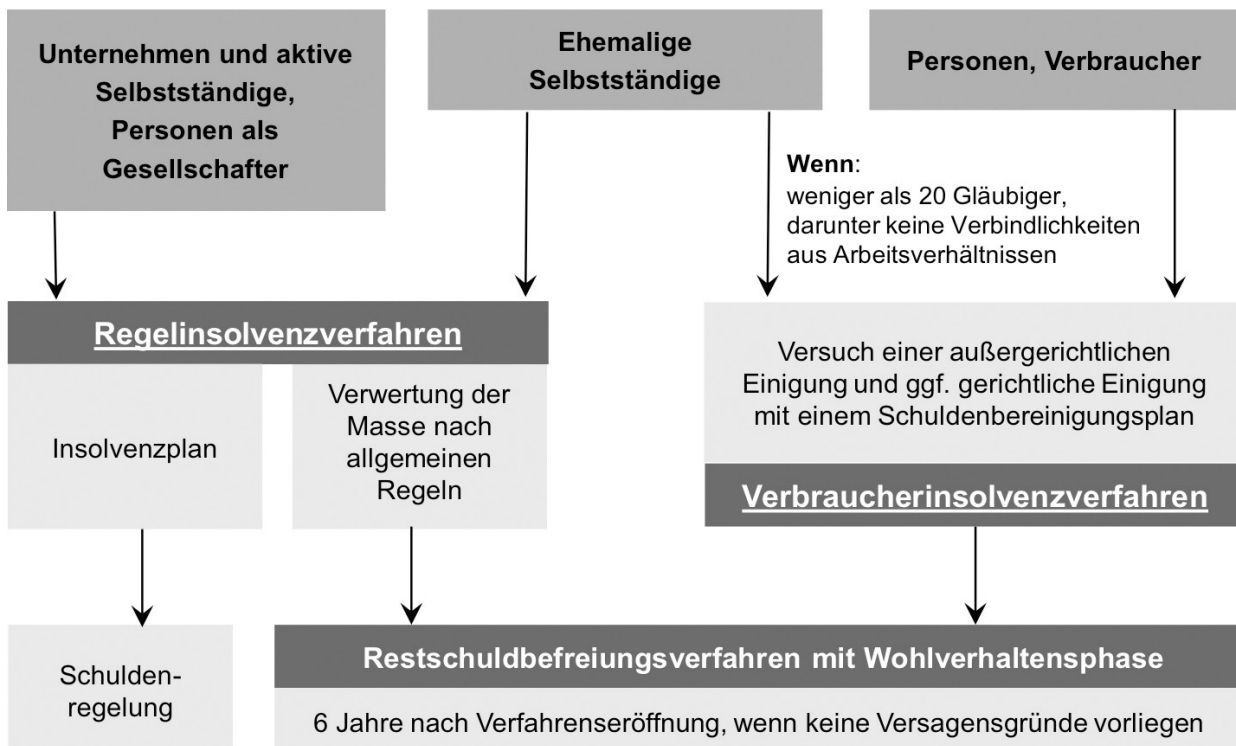 Unternehmen und aktive
Selbstständige,
Personen als
Gesellschafter
Ehemalige
Selbstständige
Personen, Verbraucher
Wenn:
weniger als 20 Gläubiger,
darunter keine Verbindlichkeiten
aus Arbeitsverhältnissen
Regelinsolvenzverfahren
Insolvenzplan
Verwertung der
Masse nach
allgemeinen
Regeln
Versuch einer außergerichtlichen
Einigung und ggf. gerichtliche Einigung
mit einem Schuldenbereinigungsplan
Verbraucherinsolvenzverfahren
Schulden-
regelung
Restschuldbefreiungsverfahren mit Wohlverhaltensphase
6 Jahre nach Verfahrenseröffnung, wenn keine Versagensgründe vorliegen